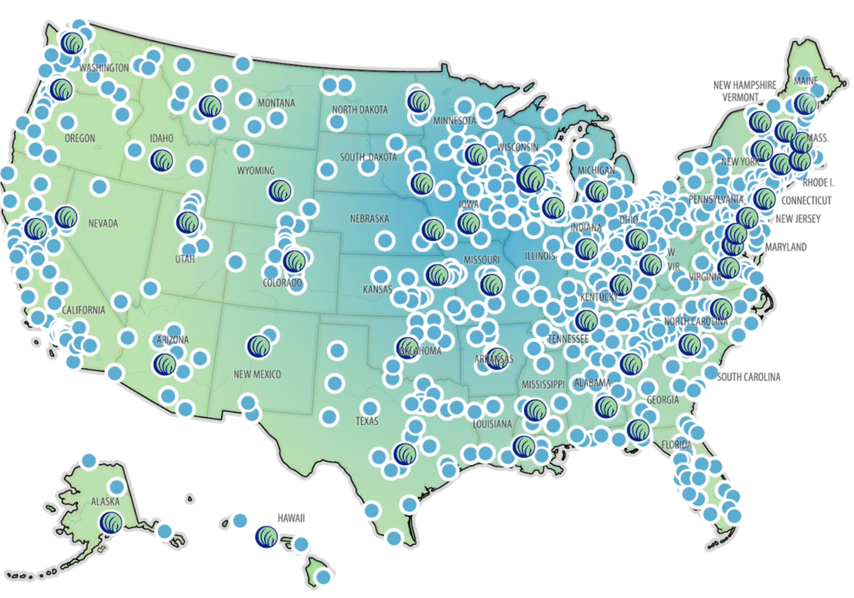 WASHINGTON
MONTANA
NORTH DAKOTA
MINNESOTA
NEW HAMPSHIRE
VERMONT
MAINE
OREGON
IDAHO
WYOMING
SOUTH DAKOTA
WISCONSIN
MICHIGAN
NEW YORK
MASS.
RHODE I.
CONNECTICUT
PENNSYLVANIA
NEW JERSEY
NEVADA
UTAH
COLORADO
NEBRASKA
IOWA
ILLINOIS
INDIANA
OHIO
W.
VIR
VIRGINIA
MARYLAND
CALIFORNIA
KANSAS
MISSOURI
KENTUCKY
ARIZONA
NEW MEXICO
OKLAHOMA
ARKANSAS
TENNESSEE
NORTH CAROLINA
SOUTH CAROLINA
TEXAS
LOUISIANA
MISSISSIPPI
ALABAMA
GEORGIA
FLORIDA
ALASKA
HAWAII